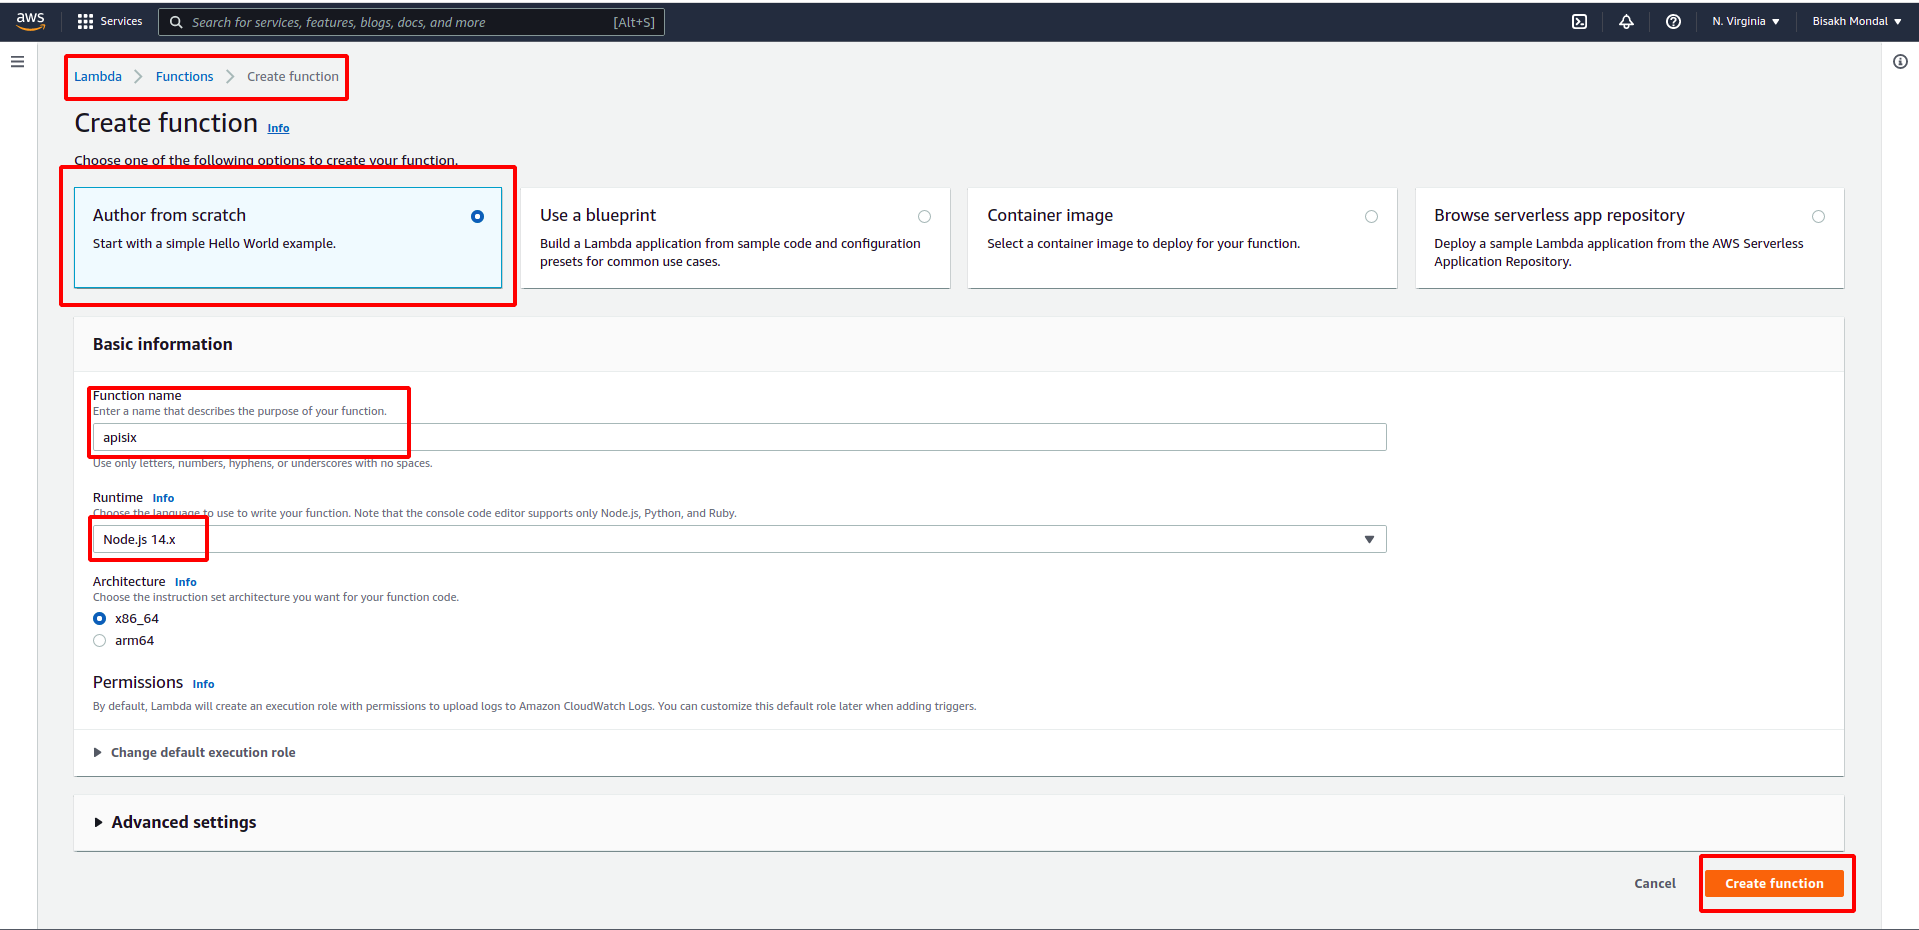 aws Services Search for services, features, blogs, docs, and more [Alt+S] N. Virginia Bisakh Mondal
Lambda Functions Create function
Create function Info
Choose one of the following options to create your function.
Author from scratch
Start with a simple Hello World example.
Use a blueprint
Build a Lambda application from sample code and configuration
presets for common use cases.
Container image
Select a container image to deploy for your function.
Browse serverless app repository
Deploy a sample Lambda application from the AWS Serverless
Application Repository.
Basic information
Function name
Enter a name that describes the purpose of your function.
apisix
Use only letters, numbers, hyphens, or underscores with no spaces.
Runtime Info
Choose the language to use to write your function. Note that the console code editor supports only Node.js, Python, and Ruby.
Node.js 14.x
Architecture Info
Choose the instruction set architecture you want for your function code.
x86_64
arm64
Permissions Info
By default, Lambda will create an execution role with permissions to upload logs to Amazon CloudWatch Logs. You can customize this default role later when adding triggers.
Change default execution role
Advanced settings
Cancel Create function